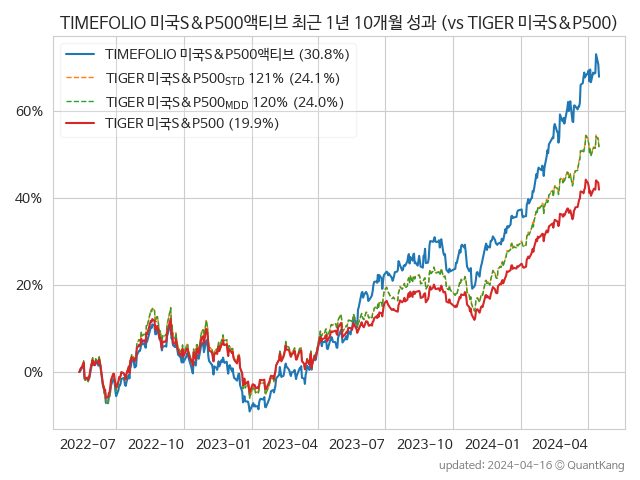 TIMEFOLIO 미국S&P500액티브 최근 1년 10개월 성과 (vs TIGER 미국S&P500)
TIMEFOLIO 미국S&P500액티브 (30.8%)
TIGER 미국S&P500STD 121% (24.1%)
TIGER 미국S&P500MDD 120% (24.0%)
TIGER 미국S&P500 (19.9%)
60%
40%
20%
0%
2022-07 2022-10 2023-01 2023-04 2023-07 2023-10 2024-01 2024-04
updated: 2024-04-16 © QuantKang